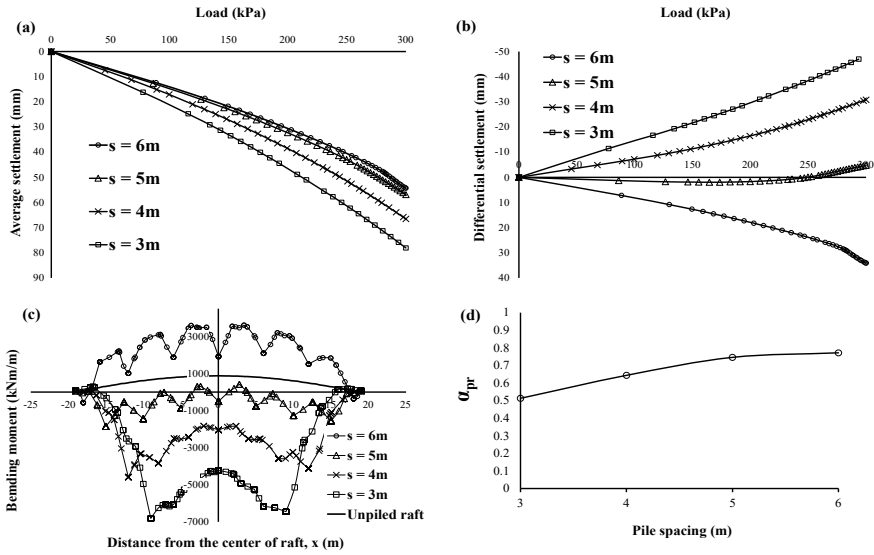 Load (kPa)
(a)
0 50 100 150 200 250 300
0
10
20
30
40
50
60
70
80
90
Average settlement (mm)
s = 6m
s = 5m
s = 4m
s = 3m
Load (kPa)
(b)
-50
-40
-30
-20
-10
0
10
20
30
40
0 50 100 150 200 250 300
Differential settlement (mm)
s = 6m
s = 5m
s = 4m
s = 3m
(c)
3000
1000
-1000
-3000
-5000
-7000
-25 -20 -15 -10 -5 0 5 10 15 20 25
Bemding moment (kNm/m)
s = 6m
s = 5m
s = 4m
s = 3m
Unpiled raft
Distance from the center of raft, x (m)
(d)
1
0.9
0.8
0.7
0.6
0.5
0.4
0.3
0.2
0.1
0
αpr
3 4 5 6
Pile spacing (m)